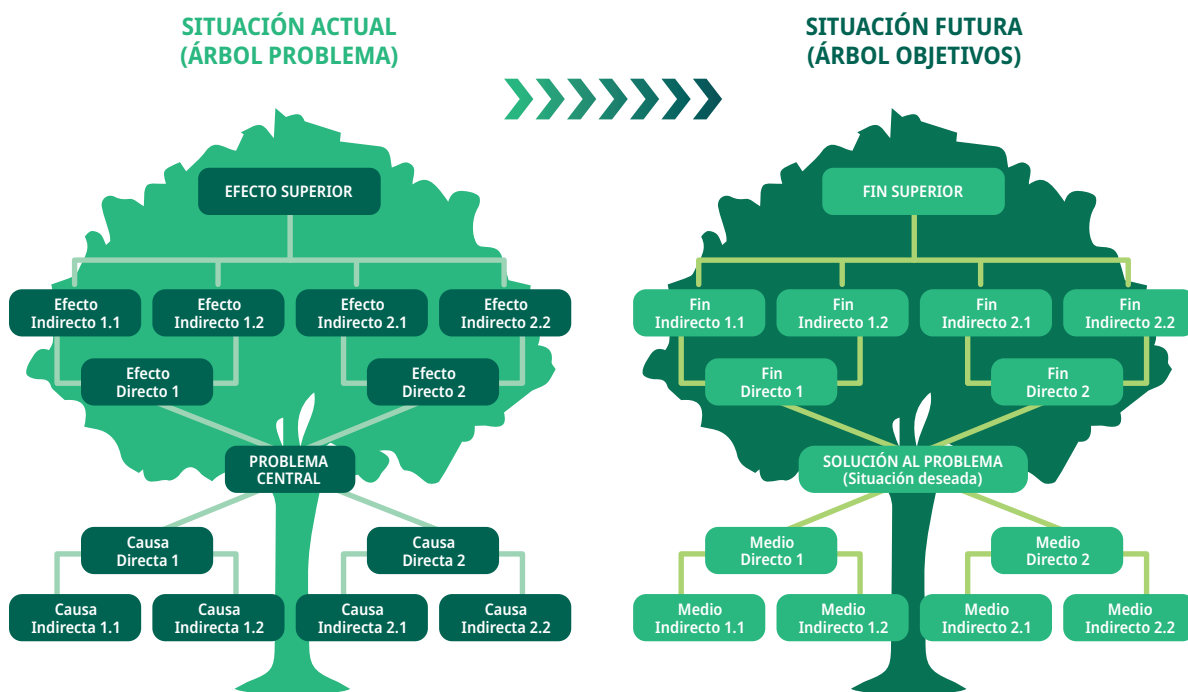 SITUACIÓN ACTUAL
(ÁRBOL PROBLEMA)
EFECTO SUPERIOR
Efecto
Indirecto 1.1
Efecto
Indirecto 1.2
Efecto
Indirecto 2.1
Efecto
Indirecto 2.2
Efecto
Directo 1
Efecto
Directo 2
PROBLEMA
CENTRAL
Causa
Directa 1
Causa
Directa 2
Causa
Indirecta 1.1
Causa
Indirecta 1.2
Causa
Indirecta 2.1
Causa
Indirecta 2.2
SITUACIÓN FUTURA
(ÁRBOL OBJETIVOS)
FIN SUPERIOR
Fin
Indirecto 1.1
Fin
Indirecto 1.2
Fin
Indirecto 2.1
Fin
Indirecto 2.2
Fin
Directo 1
Fin
Directo 2
SOLUCIÓN AL PROBLEMA
(Situación deseada)
Medio
Directo 1
Medio
Directo 2
Medio
Indirecto 1.1
Medio
Indirecto 1.2
Medio
Indirecto 2.1
Medio
Indirecto 2.2